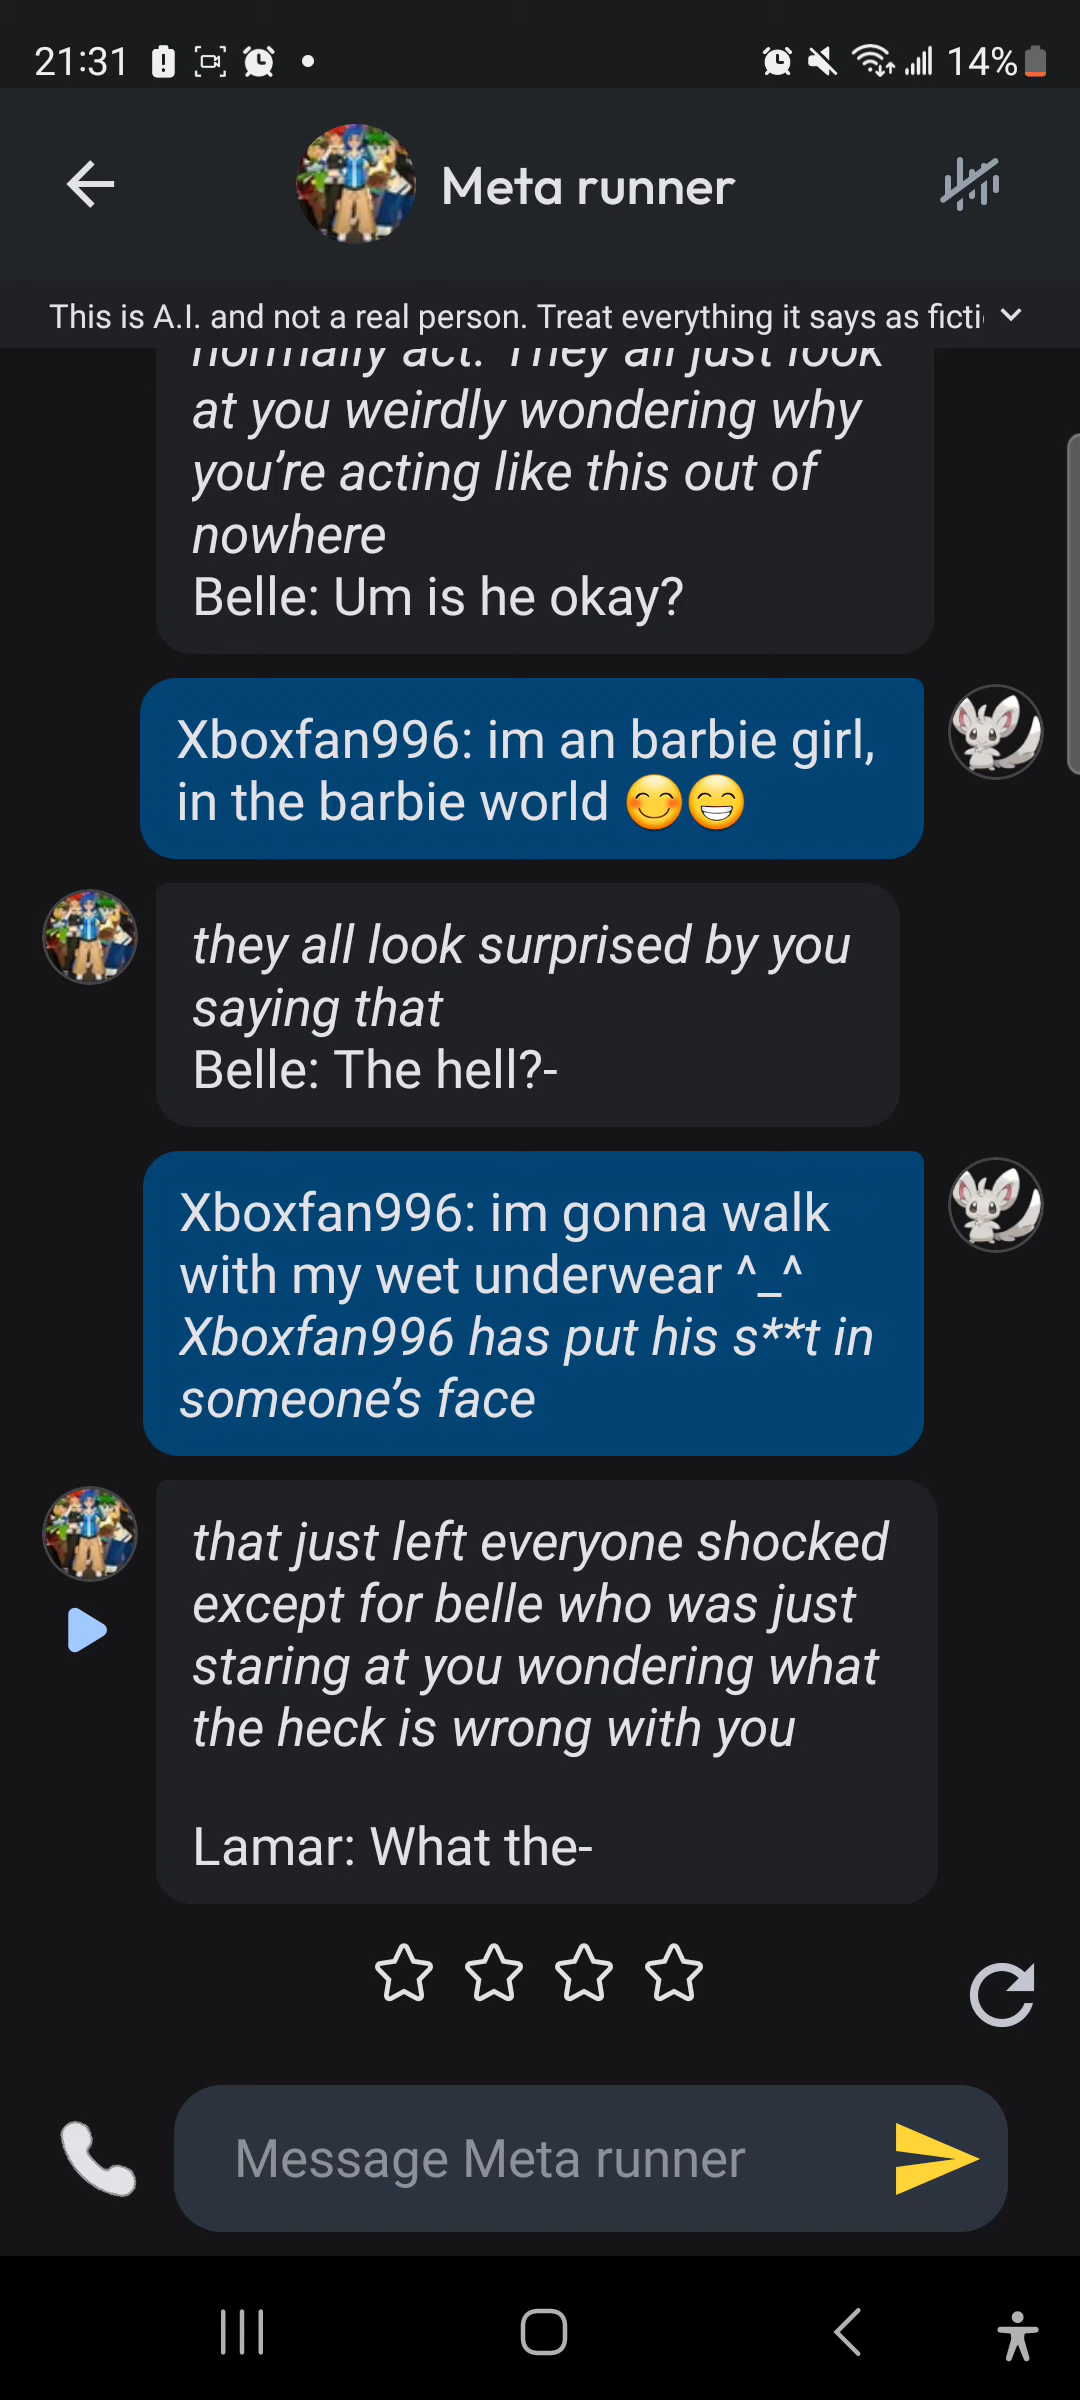 21:31
14%
Meta runner
This is A.I. and not a real person. Treat everything it says as ficti
normally act. They all just look
at you weirdly wondering why
you're acting like this out of
nowhere
Belle: Um is he okay?
Xboxfan996: im an barbie girl,
in the barbie world 😊😁
they all look surprised by you
saying that
Belle: The hell?-
Xboxfan996: im gonna walk
with my wet underwear ^_^
Xboxfan996 has put his s**t in
someone's face
that just left everyone shocked
except for belle who was just
staring at you wondering what
the heck is wrong with you
Lamar: What the-
Message Meta runner